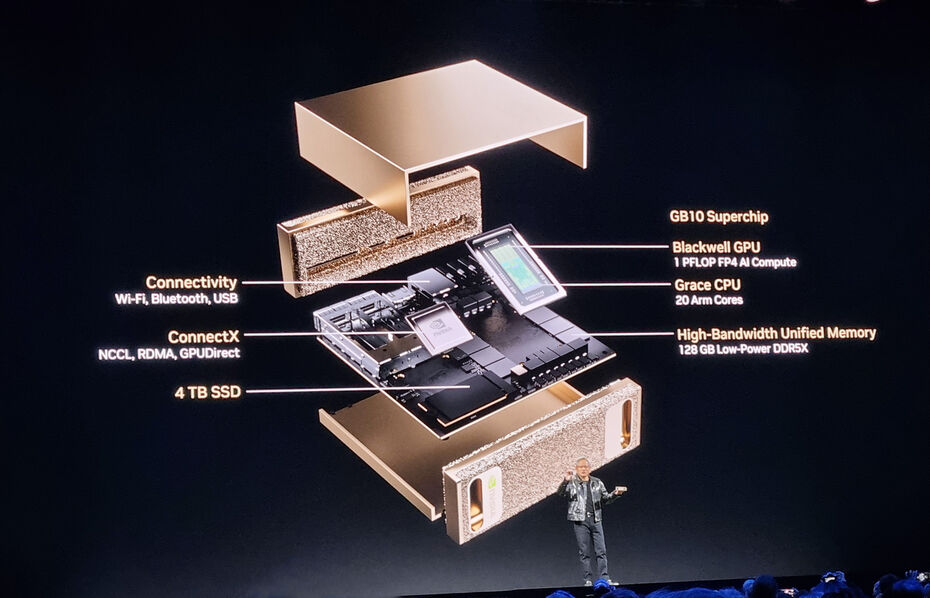 GB10 Superchip
Blackwell GPU
1 PFLOP FP4 AI Compute
Grace CPU
20 Arm Cores
High-Bandwidth Unified Memory
128 GB Low-Power DDR5X
Connectivity
Wi-Fi, Bluetooth, USB
ConnectX
NCCL, RDMA, GPUDirect
4 TB SSD
NVIDIA